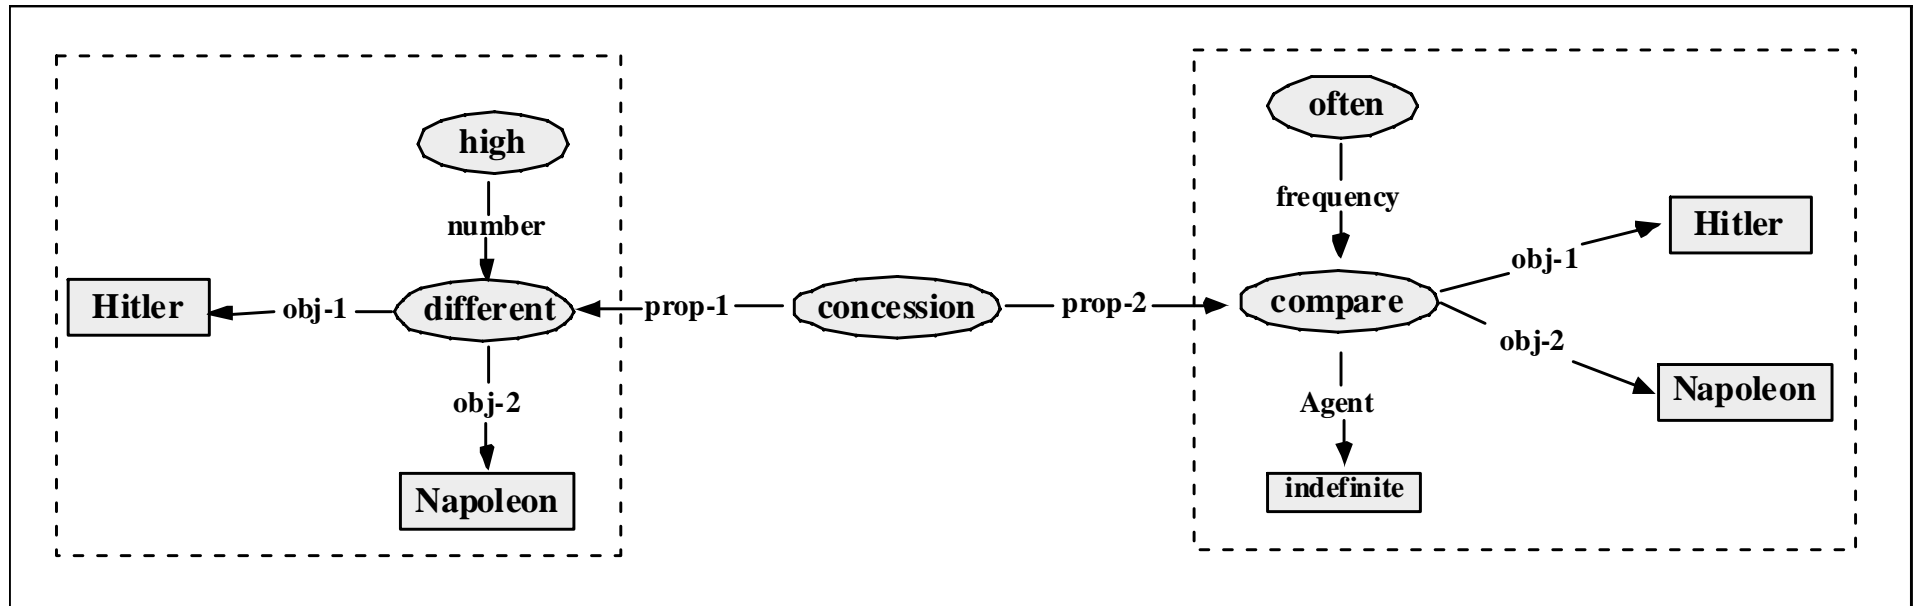 often
high
frequency
number
Hitler
obj-1
Hitler
obj-1
different
prop-1
concession
prop-2
compare
obj-2
obj-2
Agent
Napoleon
Napoleon
indefinite